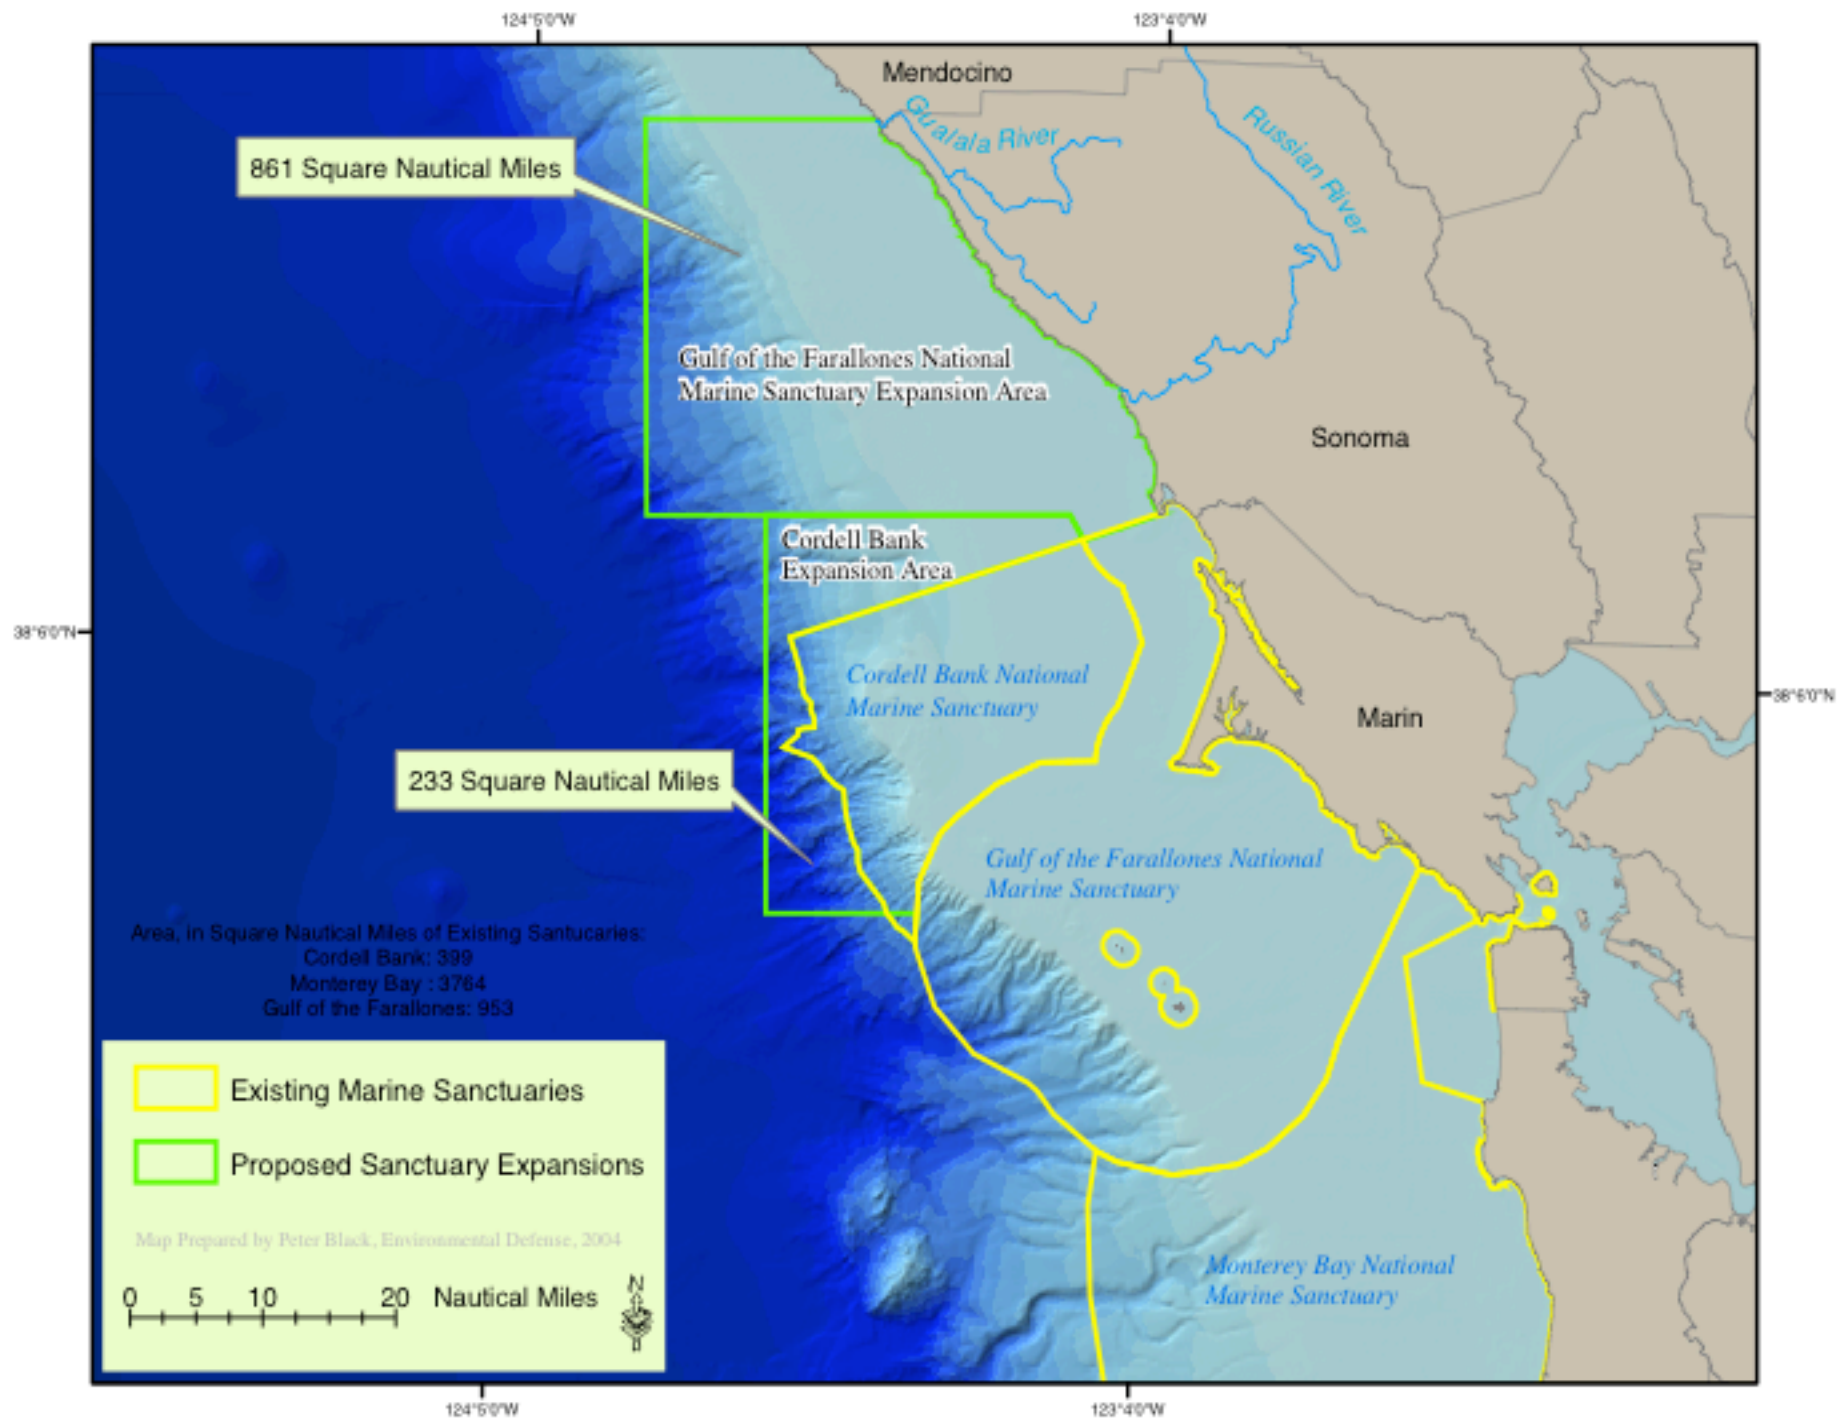 124°5'0"W
123°4'0"W
Mendocino
Gualala River
Russian River
861 Square Nautical Miles
Gulf of the Farallones National
Marine Sanctuary Expansion Area
Sonoma
Cordell Bank
Expansion Area
38°6'0"N
38°6'0"N
Cordell Bank National
Marine Sanctuary
Marin
233 Square Nautical Miles
Gulf of the Farallones National
Marine Sanctuary
Area, in Square Nautical Miles of Existing Santucaries:
Cordell Bank: 399
Monterey Bay : 3764
Gulf of the Farallones: 953
Existing Marine Sanctuaries
Proposed Sanctuary Expansions
Map Prepared by Peter Black, Environmental Defense, 2004
0 5 10 20 Nautical Miles
N
Monterey Bay National
Marine Sanctuary
124°5'0"W
123°4'0"W